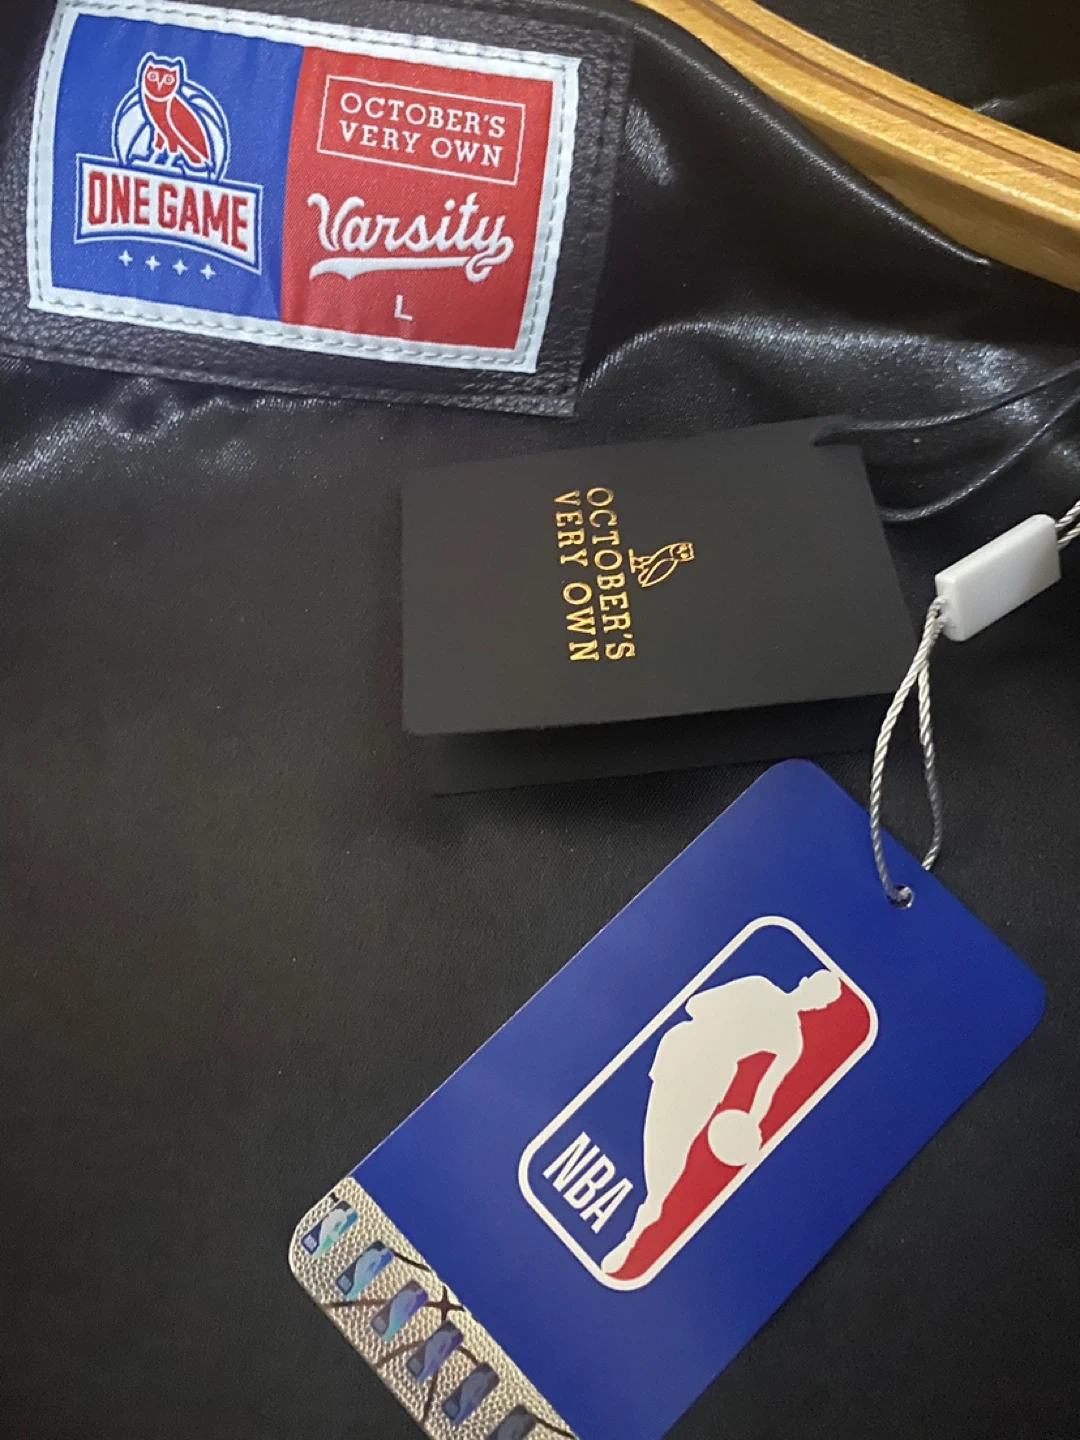 ONE GAME
OCTOBER'S
VERY OWN
Varsity
L
OCTOBER'S
VERY OWN
NBA